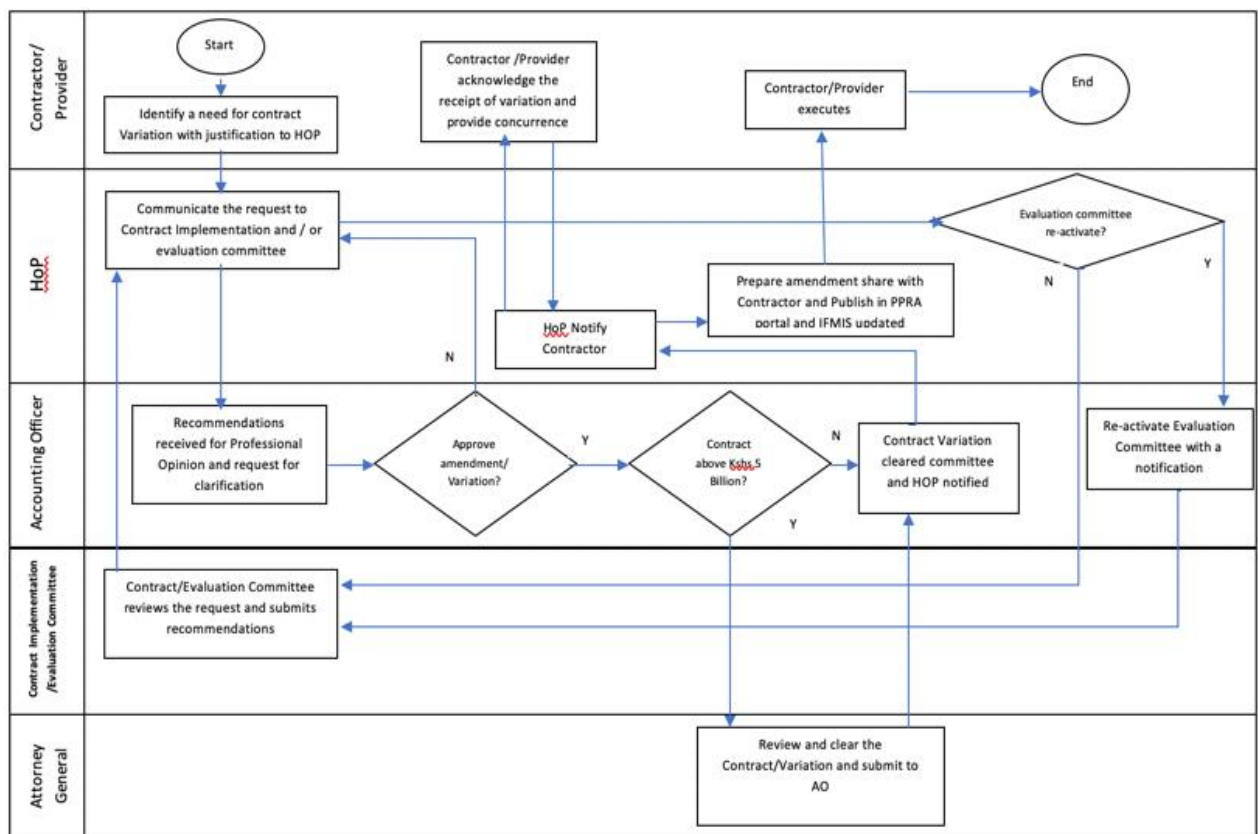 Contractor/
Provider
Start
Identify a need for contract
Variation with justification to HOP
Contractor /Provider
acknowledge the
receipt of variation and
provide concurrence
Contractor/Provider
executes
End
HoP
Communicate the request to
Contract Implementation and / or
evaluation committee
Evaluation committee
re-activate?
N
Y
Prepare amendment share with
Contractor and Publish in PPRA
portal and IFMIS updated
HoP Notify
Contractor
N
Accounting Officer
Recommendations
received for Professional
Opinion and request for
clarification
Approve
amendment/
Variation?
Y
Contract
above Kshs.5
Billion?
N
Y
Contract Variation
cleared committee
and HOP notified
Re-activate Evaluation
Committee with a
notification
Contract Implementation
/Evaluation Committee
Contract/Evaluation Committee
reviews the request and submits
recommendations
Attorney
General
Review and clear the
Contract/Variation and submit to
AO